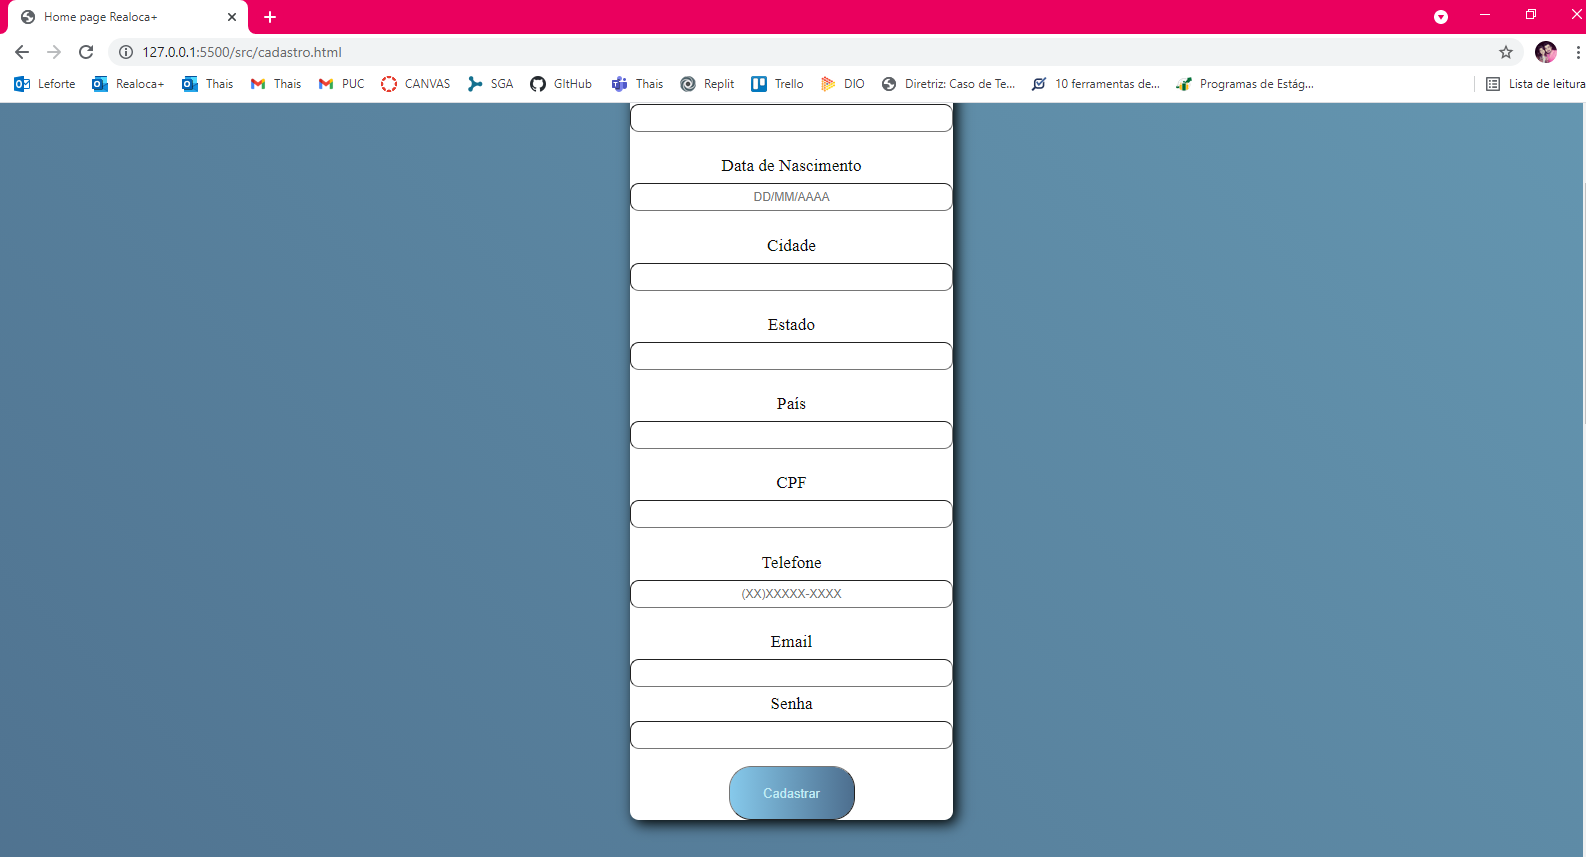 Home page Realoca+
127.0.0.1:5500/src/cadastro.html
Leforte Realoca+ Thais Thais PUC CANVAS SGA GItHub Thais Replit Trello DIO Diretriz: Caso de Te... 10 ferramentas de... Programas de Estág... Lista de leitura
Data de Nascimento
DD/MM/AAAA
Cidade
Estado
País
CPF
Telefone
(XX)XXXXX-XXXX
Email
Senha
Cadastrar